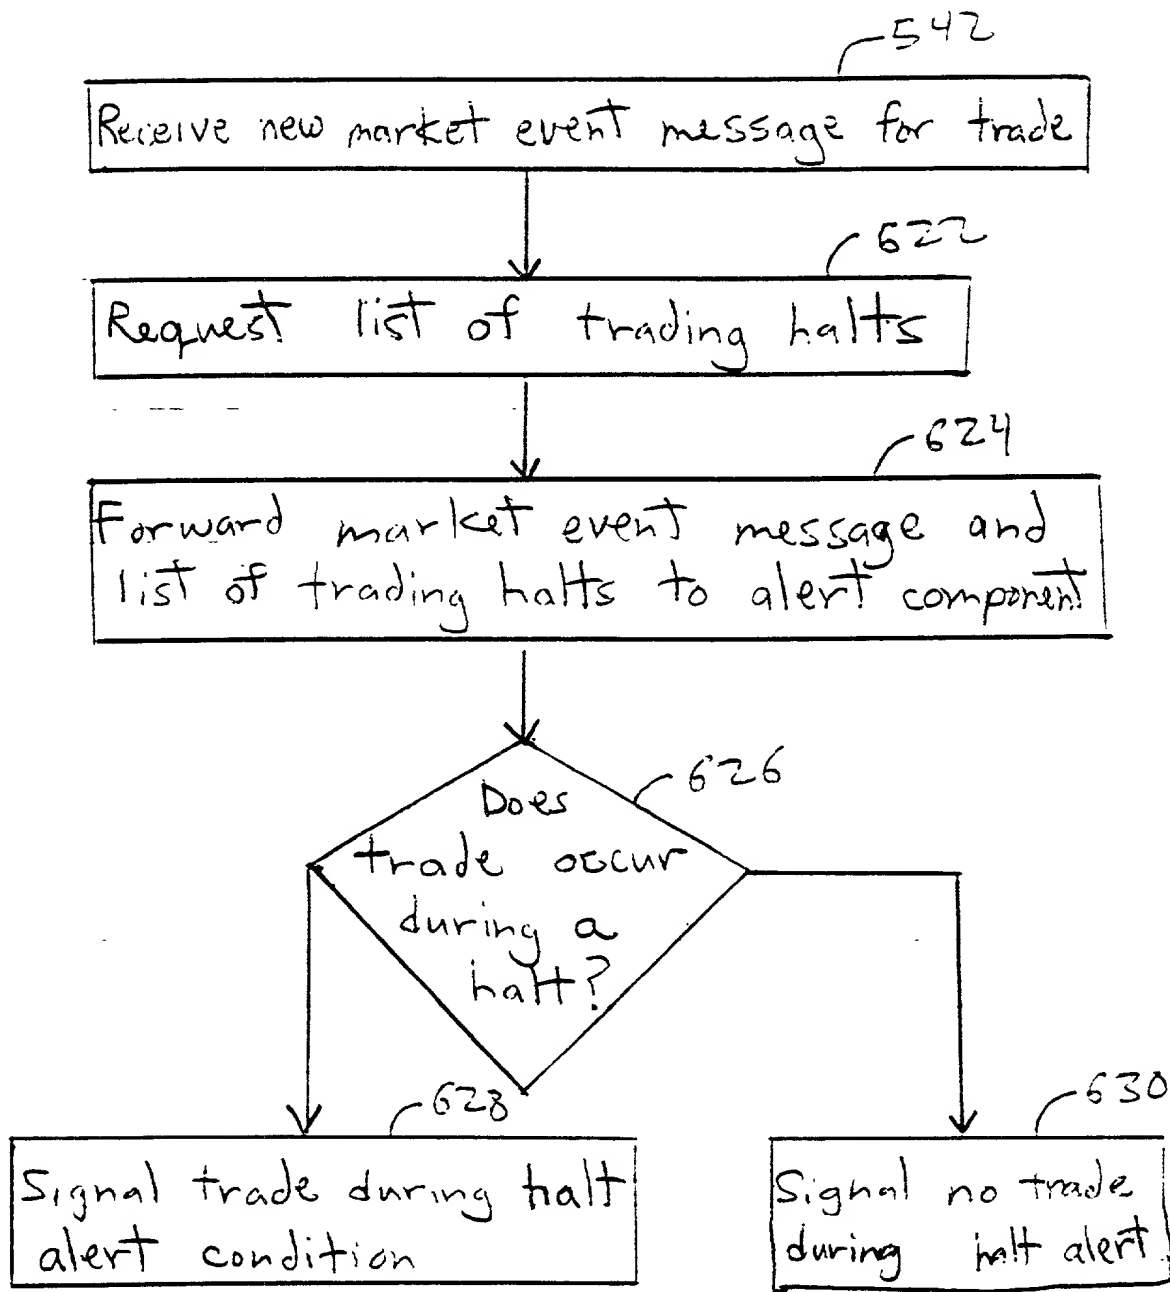 542
Receive new market event message for trade
622
Request list of trading halts
624
Forward market event message and
list of trading halts to alert component
626
Does
trade occur
during a
halt?
628
Signal trade during halt
alert condition
630
Signal no trade
during halt alert